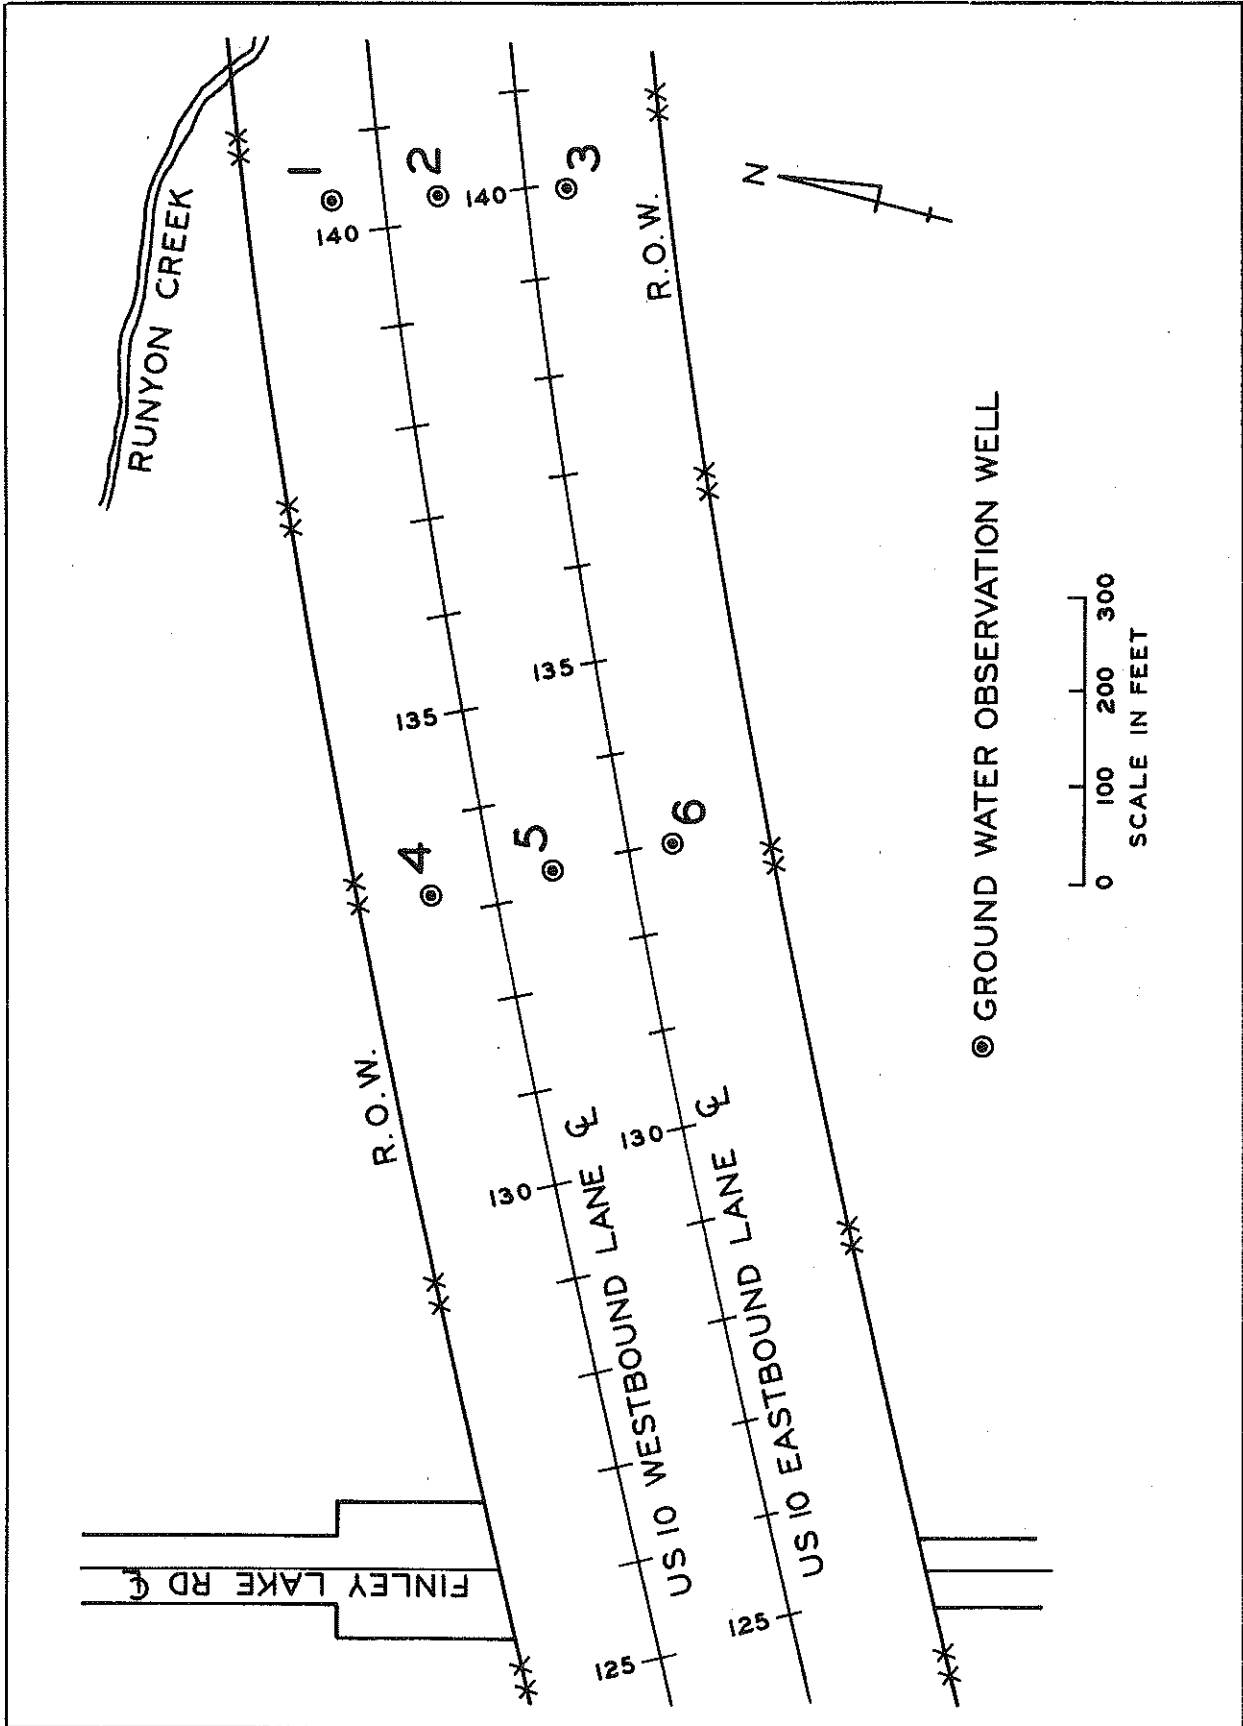 RUNYON CREEK
1
2
3
140
140
N
R.O.W.
135
135
4
5
6
R.O.W.
130 ℄
130 ℄
US 10 WESTBOUND LANE
US 10 EASTBOUND LANE
FINLEY LAKE RD ℄
125
125
GROUND WATER OBSERVATION WELL
0 100 200 300
SCALE IN FEET